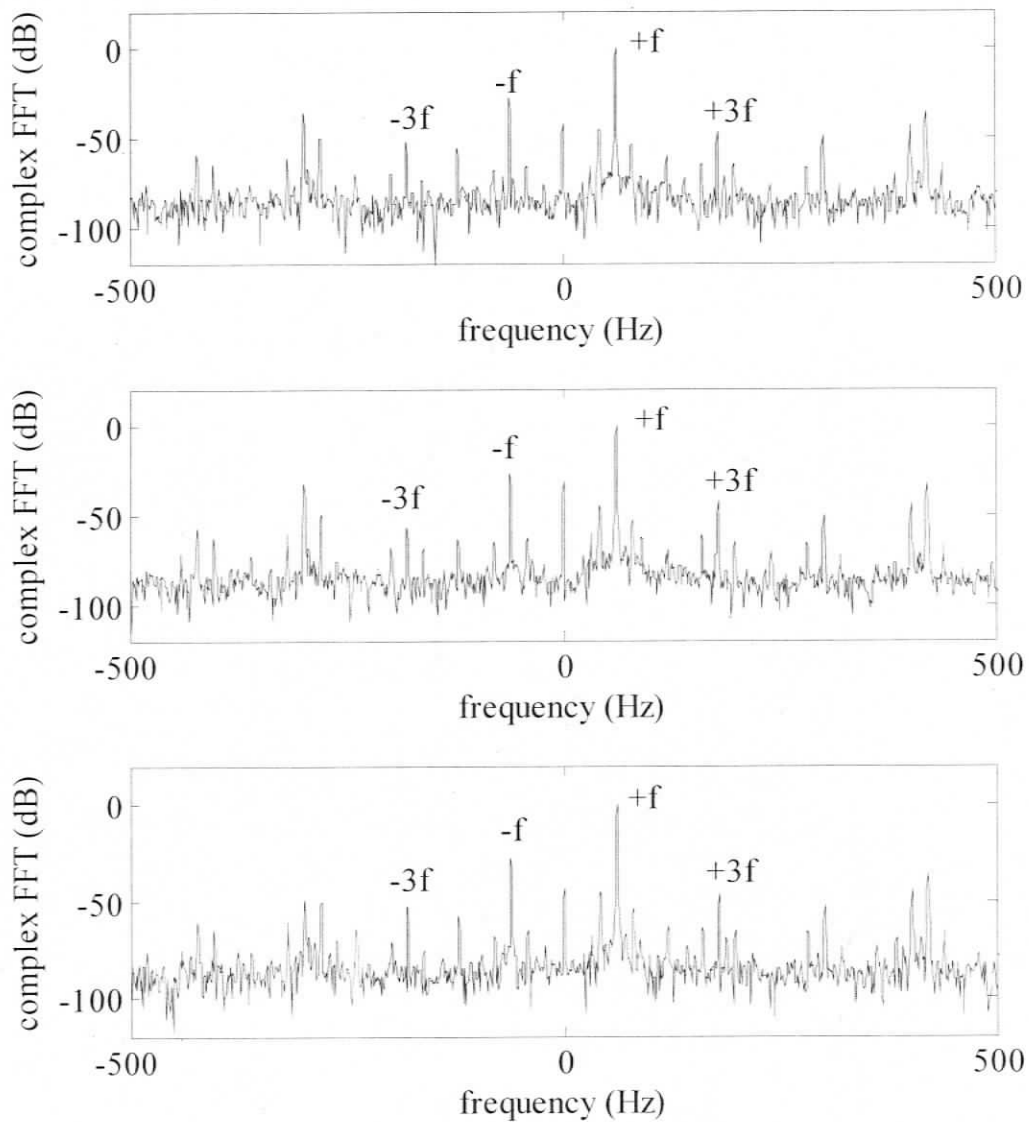 complex FFT (dB)
0
-50
-100
-3f
-f
+f
+3f
-500
0
500
frequency (Hz)
complex FFT (dB)
0
-50
-100
-3f
-f
+f
+3f
-500
0
500
frequency (Hz)
complex FFT (dB)
0
-50
-100
-3f
-f
+f
+3f
-500
0
500
frequency (Hz)